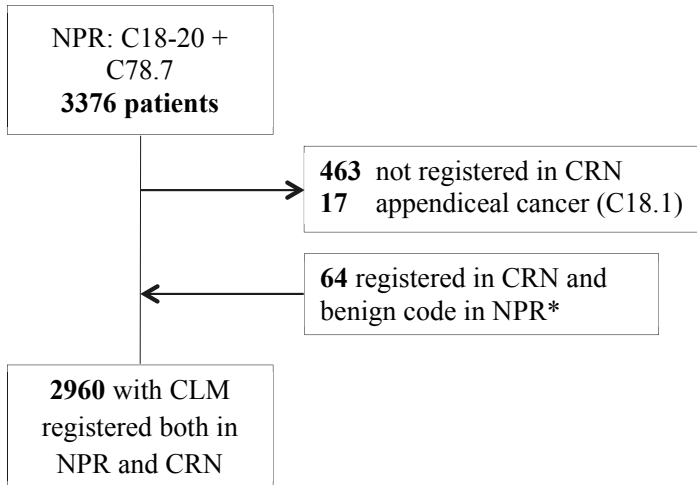 NPR: C18-20 +
C78.7
3376 patients
463 not registered in CRN
17 appendiceal cancer (C18.1)
64 registered in CRN and
benign code in NPR*
2960 with CLM
registered both in
NPR and CRN